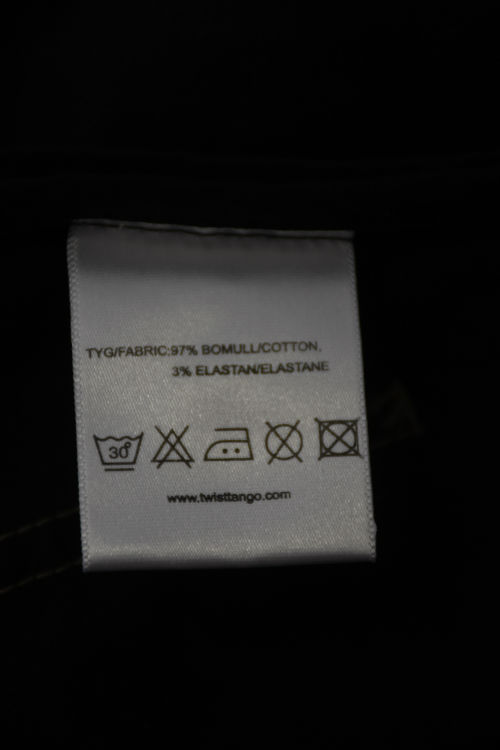 TYG/FABRIC:97% BOMULL/COTTON,
3% ELASTAN/ELASTANE
30°
www.twisttango.com